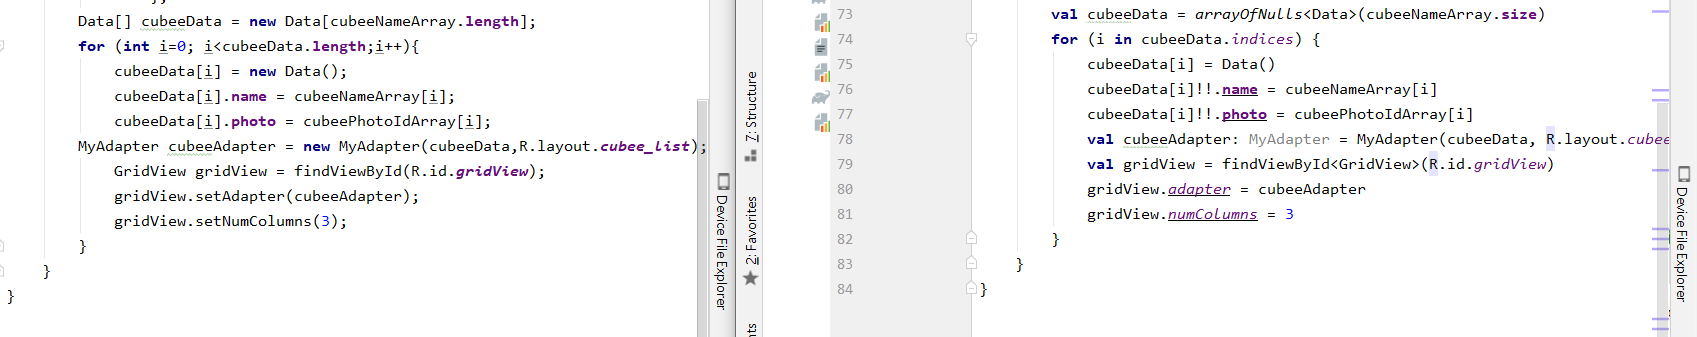 Data[] cubeeData = new Data[cubeeNameArray.length];
for (int i=0; i<cubeeData.length;i++){
cubeeData[i] = new Data();
cubeeData[i].name = cubeeNameArray[i];
cubeeData[i].photo = cubeePhotoIdArray[i];
MyAdapter cubeeAdapter = new MyAdapter(cubeeData,R.layout.cubee_list);
GridView gridView = findViewById(R.id.gridView);
gridView.setAdapter(cubeeAdapter);
gridView.setNumColumns(3);
}
}
}
Device File Explorer
7: Structure
2: Favorites
nts
73 val cubeeData = arrayOfNulls<Data>(cubeeNameArray.size)
74 for (i in cubeeData.indices) {
75 cubeeData[i] = Data()
76 cubeeData[i]!!.name = cubeeNameArray[i]
77 cubeeData[i]!!.photo = cubeePhotoIdArray[i]
78 val cubeeAdapter: MyAdapter = MyAdapter(cubeeData, R.layout.cubee
79 val gridView = findViewById<GridView>(R.id.gridView)
80 gridView.adapter = cubeeAdapter
81 gridView.numColumns = 3
82 }
83 }
84 }
Device File Explorer